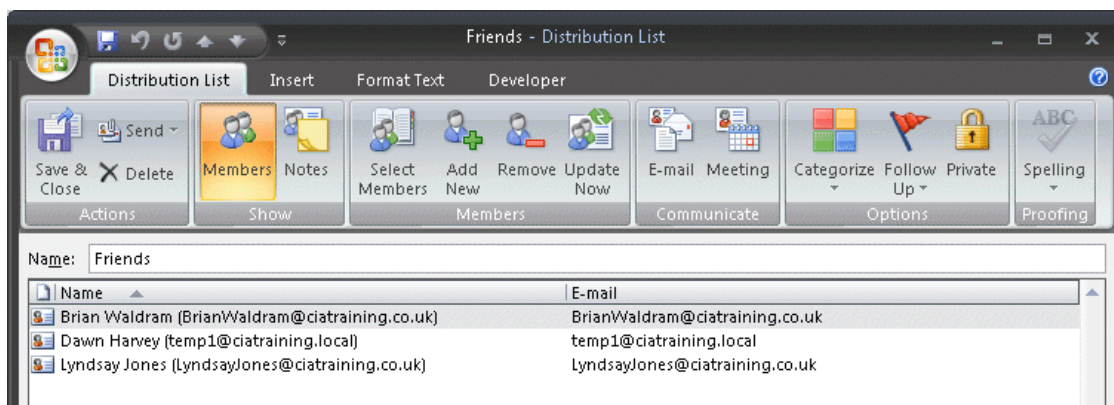 Friends - Distribution List
Distribution List Insert Format Text Developer
Save & Close Send Delete Members Notes Select Members Add New Remove Update Now E-mail Meeting Categorize Follow Up Private ABC Spelling
Actions Show Members Communicate Options Proofing
Name: Friends
Name E-mail
Brian Waldram (BrianWaldram@ciatraining.co.uk) BrianWaldram@ciatraining.co.uk
Dawn Harvey (temp1@ciatraining.local) temp1@ciatraining.local
Lyndsay Jones (LyndsayJones@ciatraining.co.uk) LyndsayJones@ciatraining.co.uk